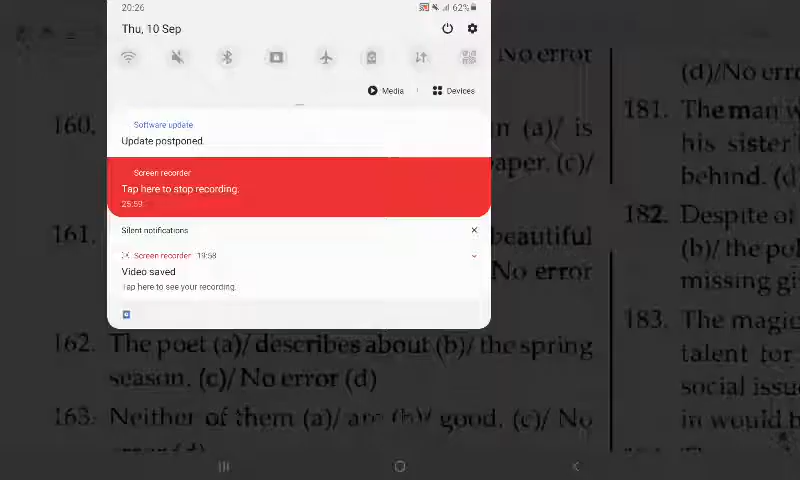 20:26
62%
Thu, 10 Sep
Media
Devices
Software update
Update postponed.
Screen recorder
Tap here to stop recording.
25:59
Silent notifications
Screen recorder 19:58
Video saved
Tap here to see your recording.
No error
160.
n (a)/ is
aper. (c)/
161.
beautiful
No error
162. The poet (a)/ describes about (b)/ the spring
season. (c)/ No error (d)
163. Neither of them (a)/ are (b)/ good. (c)/ No
(d)/No erro
181. The man w
his sister
behind. (d
182. Despite of
(b)/ the pol
missing gi
183. The magic
talent for
social issu
in would b